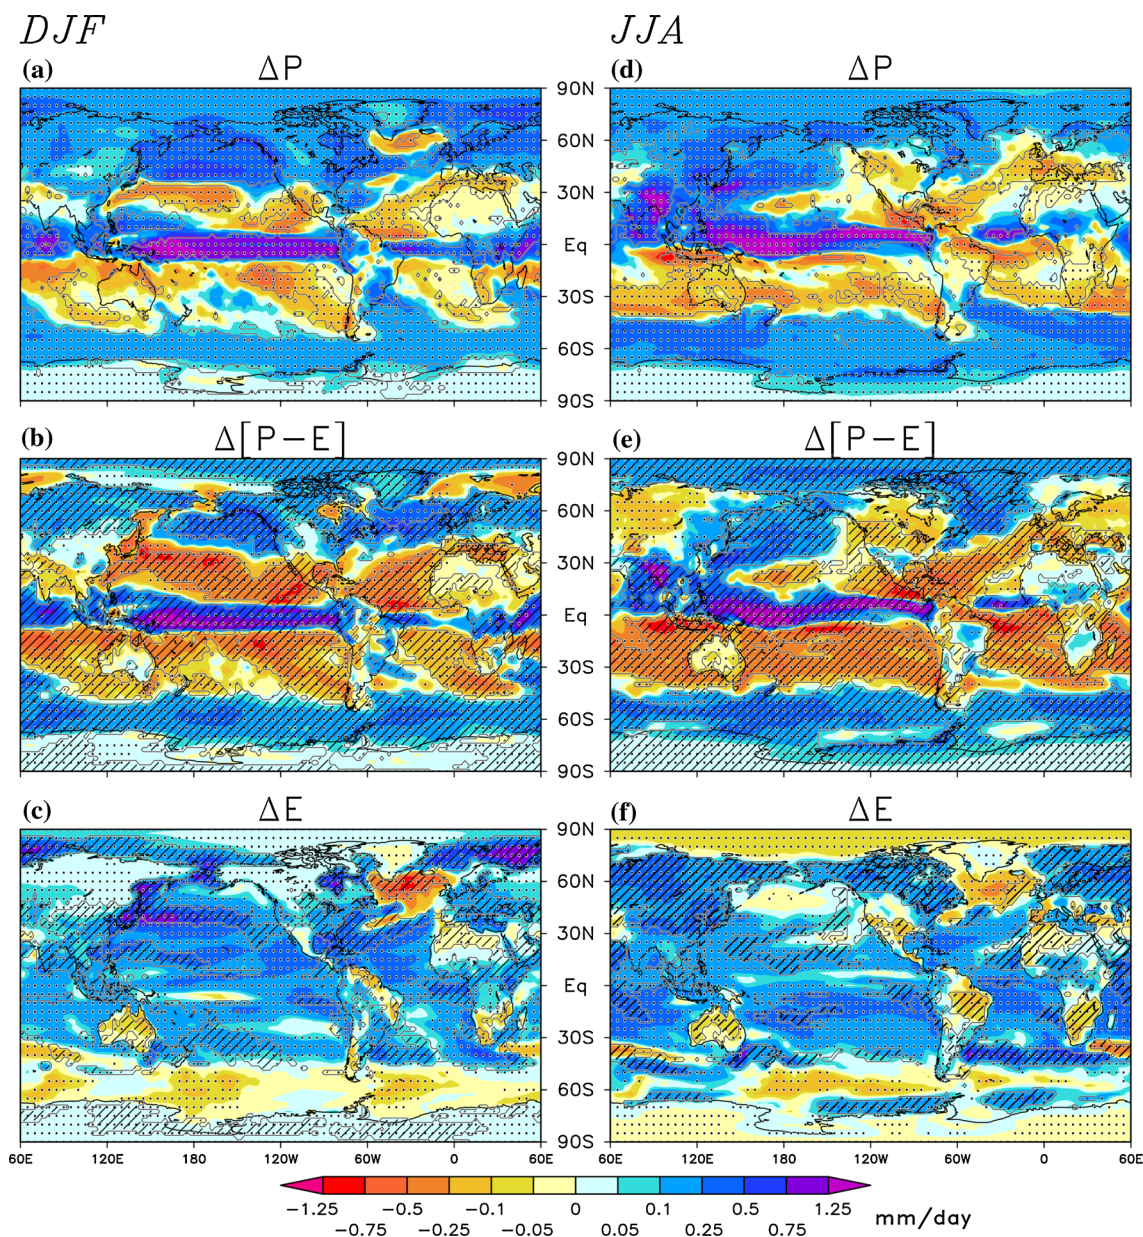 DJF JJA
(a) ΔP (d) ΔP
90N
60N
30N
Eq
30S
60S
90S
(b) Δ[P−E] (e) Δ[P−E]
90N
60N
30N
Eq
30S
60S
90S
(c) ΔE (f) ΔE
90N
60N
30N
Eq
30S
60S
90S
60E 120E 180 120W 60W 0 60E 120E 180 120W 60W 0 60E
−1.25 −0.5 −0.1 0 0.1 0.5 1.25
−0.75 −0.25 −0.05 0.05 0.25 0.75 mm/day